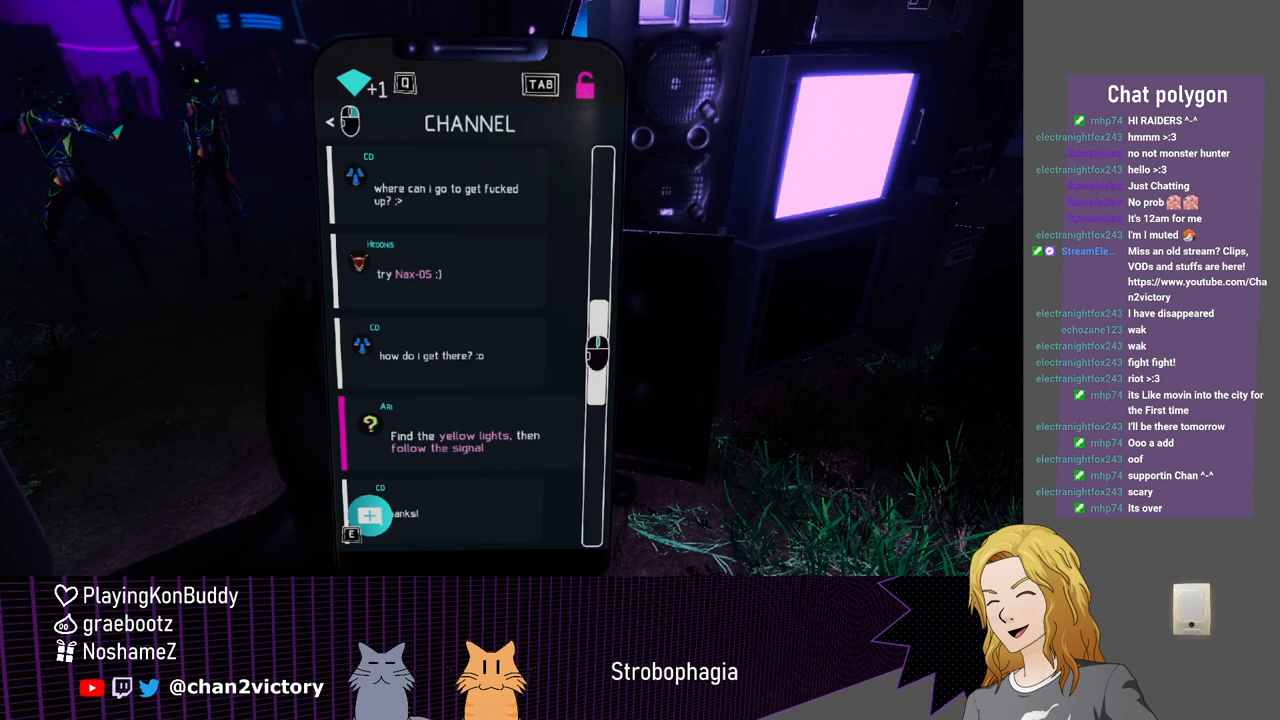 +1
Q
TAB
<
CHANNEL
CD
where can i go to get fucked
up? :>
HEDONIS
try Nax-05 :)
CD
how do i get there? :o
ARI
?
Find the yellow lights, then
follow the signal
CD
anks!
E
Chat polygon
mhp74 HI RAIDERS ^-^
electranightfox243 hmmm >:3
no not monster hunter
electranightfox243 hello >:3
Just Chatting
No prob
It's 12am for me
electranightfox243 I'm I muted
StreamEle... Miss an old stream? Clips,
VODs and stuffs are here!
https://www.youtube.com/Cha
n2victory
electranightfox243 I have disappeared
echozane123 wak
electranightfox243 wak
electranightfox243 fight fight!
electranightfox243 riot >:3
mhp74 its Like movin into the city for
the First time
electranightfox243 I'll be there tomorrow
mhp74 Ooo a add
electranightfox243 oof
mhp74 supportin Chan ^-^
electranightfox243 scary
mhp74 Its over
PlayingKonBuddy
graebootz
NoshameZ
@chan2victory
Strobophagia